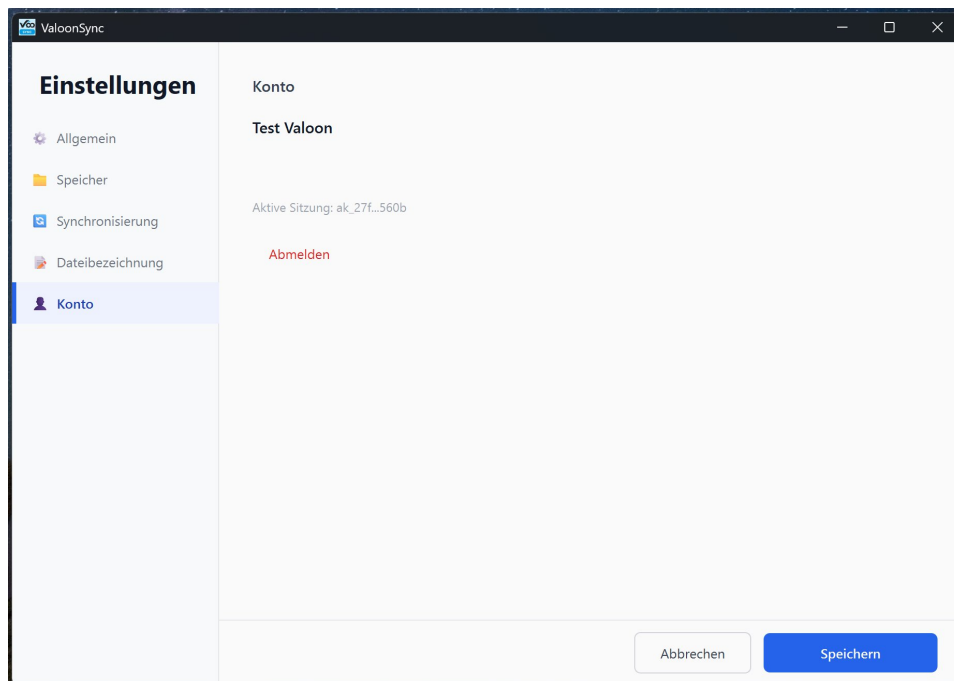 ValoonSync
Einstellungen
Allgemein
Speicher
Synchronisierung
Dateibezeichnung
Konto
Konto
Test Valoon
Aktive Sitzung: ak_27f...560b
Abmelden
Abbrechen
Speichern